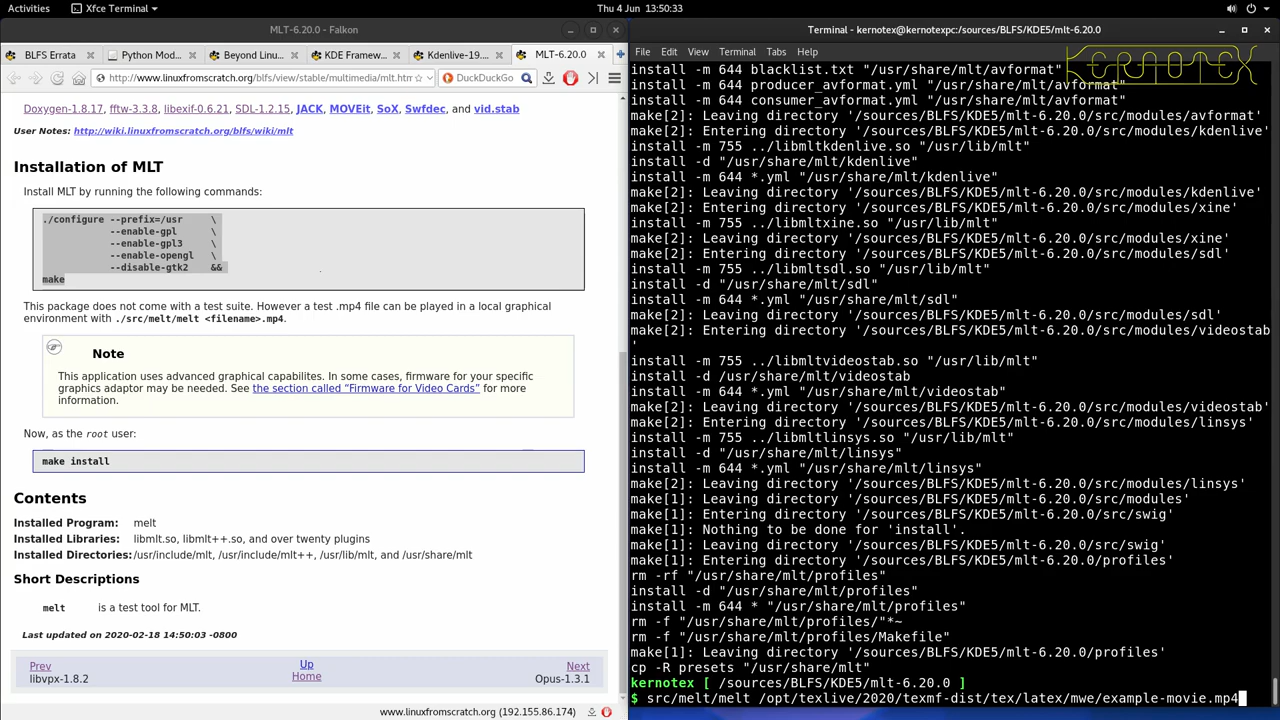 Activities
Xfce Terminal
Thu 4 Jun 13:50:33
MLT-6.20.0 - Falkon
BLFS Errata
Python Mod...
Beyond Linu...
KDE Framew...
Kdenlive-19....
MLT-6.20.0
http://www.linuxfromscratch.org/blfs/view/stable/multimedia/mlt.htm
DuckDuckGo
Doxygen-1.8.17, fftw-3.3.8, libexif-0.6.21, SDL-1.2.15, JACK, MOVEit, SoX, Swfdec, and vid.stab
User Notes: http://wiki.linuxfromscratch.org/blfs/wiki/mlt
Installation of MLT
Install MLT by running the following commands:
./configure --prefix=/usr \
--enable-gpl \
--enable-gpl3 \
--enable-opengl \
--disable-gtk2 &&
make
This package does not come with a test suite. However a test .mp4 file can be played in a local graphical
environment with ./src/melt/melt <filename>.mp4.
Note
This application uses advanced graphical capabilites. In some cases, firmware for your specific
graphics adaptor may be needed. See the section called “Firmware for Video Cards” for more
information.
Now, as the root user:
make install
Contents
Installed Program: melt
Installed Libraries: libmlt.so, libmlt++.so, and over twenty plugins
Installed Directories: /usr/include/mlt, /usr/include/mlt++, /usr/lib/mlt, and /usr/share/mlt
Short Descriptions
melt is a test tool for MLT.
Last updated on 2020-02-18 14:50:03 -0800
Prev
Up
Next
libvpx-1.8.2
Home
Opus-1.3.1
www.linuxfromscratch.org (192.155.86.174)
Terminal - kernotex@kernotexpc:/sources/BLFS/KDE5/mlt-6.20.0
File Edit View Terminal Tabs Help
KERNOTEX
install -m 644 blacklist.txt "/usr/share/mlt/avformat"
install -m 644 producer_avformat.yml "/usr/share/mlt/avformat"
install -m 644 consumer_avformat.yml "/usr/share/mlt/avformat"
make[2]: Leaving directory '/sources/BLFS/KDE5/mlt-6.20.0/src/modules/avformat'
make[2]: Entering directory '/sources/BLFS/KDE5/mlt-6.20.0/src/modules/kdenlive'
install -m 755 ../libmltkdenlive.so "/usr/lib/mlt"
install -d "/usr/share/mlt/kdenlive"
install -m 644 *.yml "/usr/share/mlt/kdenlive"
make[2]: Leaving directory '/sources/BLFS/KDE5/mlt-6.20.0/src/modules/kdenlive'
make[2]: Entering directory '/sources/BLFS/KDE5/mlt-6.20.0/src/modules/xine'
install -m 755 ../libmltxine.so "/usr/lib/mlt"
make[2]: Leaving directory '/sources/BLFS/KDE5/mlt-6.20.0/src/modules/xine'
make[2]: Entering directory '/sources/BLFS/KDE5/mlt-6.20.0/src/modules/sdl'
install -m 755 ../libmltsdl.so "/usr/lib/mlt"
install -d "/usr/share/mlt/sdl"
install -m 644 *.yml "/usr/share/mlt/sdl"
make[2]: Leaving directory '/sources/BLFS/KDE5/mlt-6.20.0/src/modules/sdl'
make[2]: Entering directory '/sources/BLFS/KDE5/mlt-6.20.0/src/modules/videostab
'
install -m 755 ../libmltvideostab.so "/usr/lib/mlt"
install -d /usr/share/mlt/videostab
install -m 644 *.yml "/usr/share/mlt/videostab"
make[2]: Leaving directory '/sources/BLFS/KDE5/mlt-6.20.0/src/modules/videostab'
make[2]: Entering directory '/sources/BLFS/KDE5/mlt-6.20.0/src/modules/linsys'
install -m 755 ../libmltlinsys.so "/usr/lib/mlt"
install -d "/usr/share/mlt/linsys"
install -m 644 *.yml "/usr/share/mlt/linsys"
make[2]: Leaving directory '/sources/BLFS/KDE5/mlt-6.20.0/src/modules/linsys'
make[1]: Leaving directory '/sources/BLFS/KDE5/mlt-6.20.0/src/modules'
make[1]: Entering directory '/sources/BLFS/KDE5/mlt-6.20.0/src/swig'
make[1]: Nothing to be done for 'install'.
make[1]: Leaving directory '/sources/BLFS/KDE5/mlt-6.20.0/src/swig'
make[1]: Entering directory '/sources/BLFS/KDE5/mlt-6.20.0/profiles'
rm -rf "/usr/share/mlt/profiles"
install -d "/usr/share/mlt/profiles"
install -m 644 * "/usr/share/mlt/profiles"
rm -f "/usr/share/mlt/profiles/"*~
rm -f "/usr/share/mlt/profiles/Makefile"
make[1]: Leaving directory '/sources/BLFS/KDE5/mlt-6.20.0/profiles'
cp -R presets "/usr/share/mlt"
kernotex [ /sources/BLFS/KDE5/mlt-6.20.0 ]
$ src/melt/melt /opt/texlive/2020/texmf-dist/tex/latex/mwe/example-movie.mp4